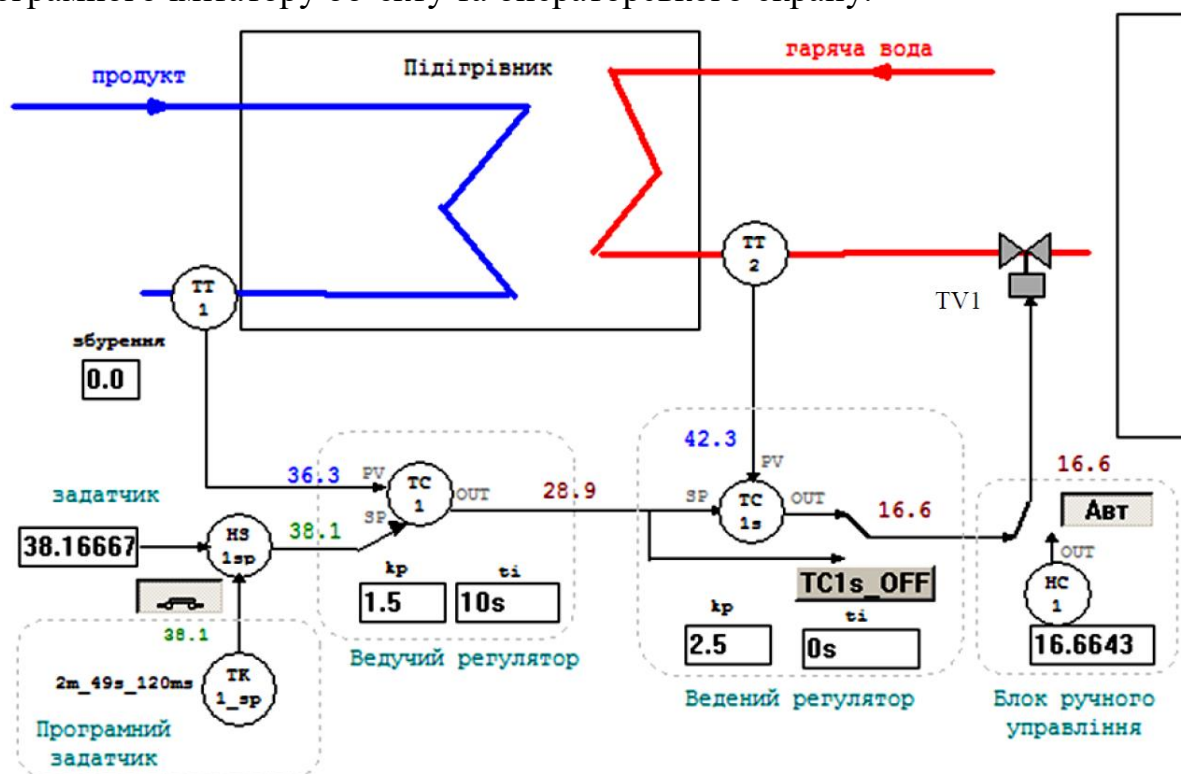 гаряча вода
продукт
Підігрівник
TT
2
TT
1
TV1
збурення
0.0
42.3
PV
16.6
36.3
PV
TC
1
OUT
28.9
SP
TC
1s
OUT
16.6
Авт
задатчик
SP
38.16667
HS
1sp
38.1
OUT
kp
ti
TC1s_OFF
HC
1
1.5
10s
kp
ti
38.1
2.5
0s
16.6643
Ведучий регулятор
2m_49s_120ms
TK
1_sp
Ведений регулятор
Блок ручного
управління
Програмний
задатчик